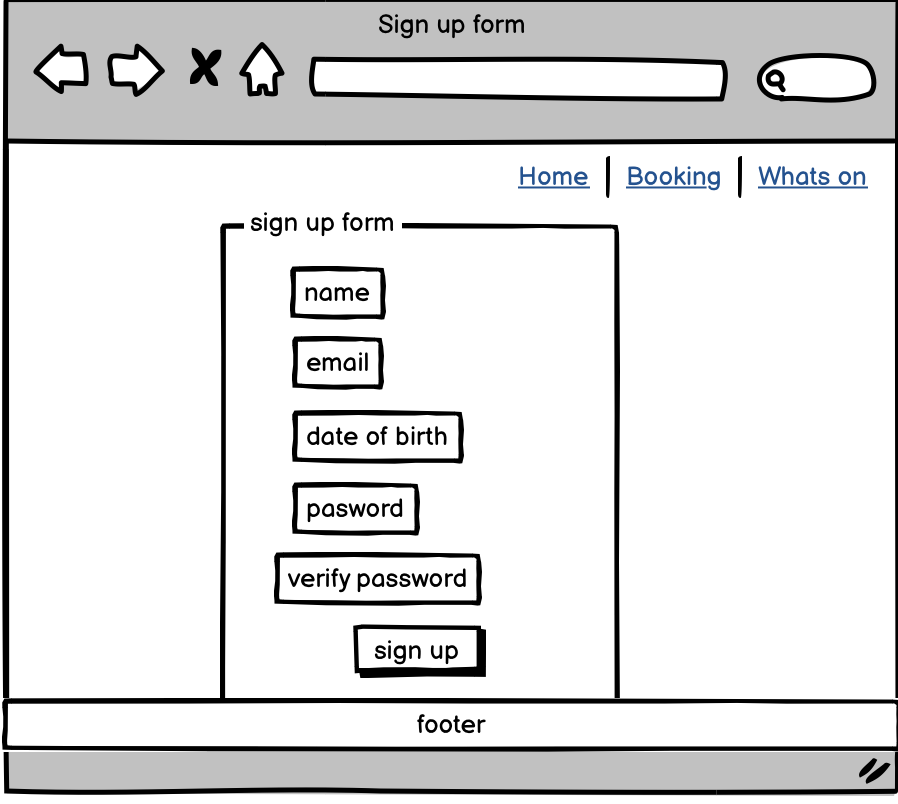 Sign up form
Home Booking Whats on
sign up form
name
email
date of birth
pasword
verify password
sign up
footer